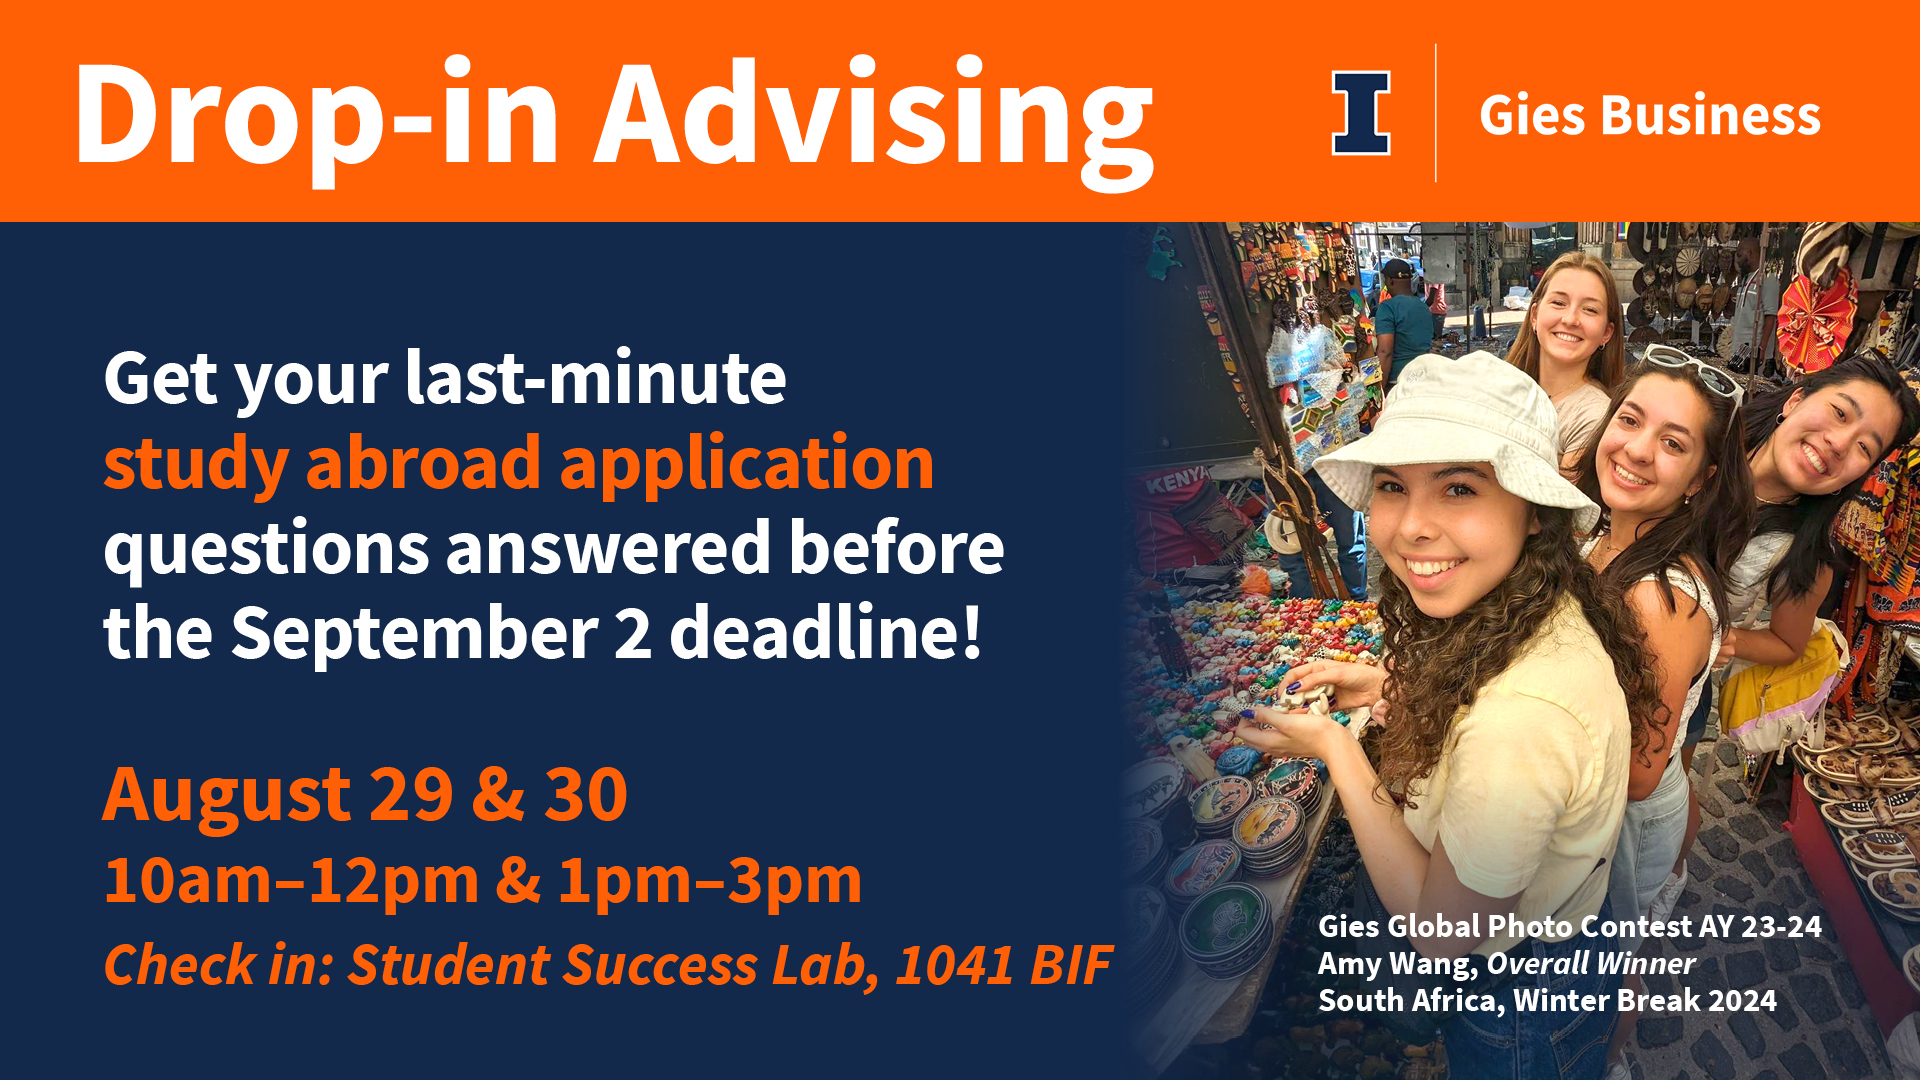 Drop-in Advising
I
Gies Business
Get your last-minute
study abroad application
questions answered before
the September 2 deadline!
August 29 & 30
10am–12pm & 1pm–3pm
Check in: Student Success Lab, 1041 BIF
KENYA
Gies Global Photo Contest AY 23-24
Amy Wang, Overall Winner
South Africa, Winter Break 2024